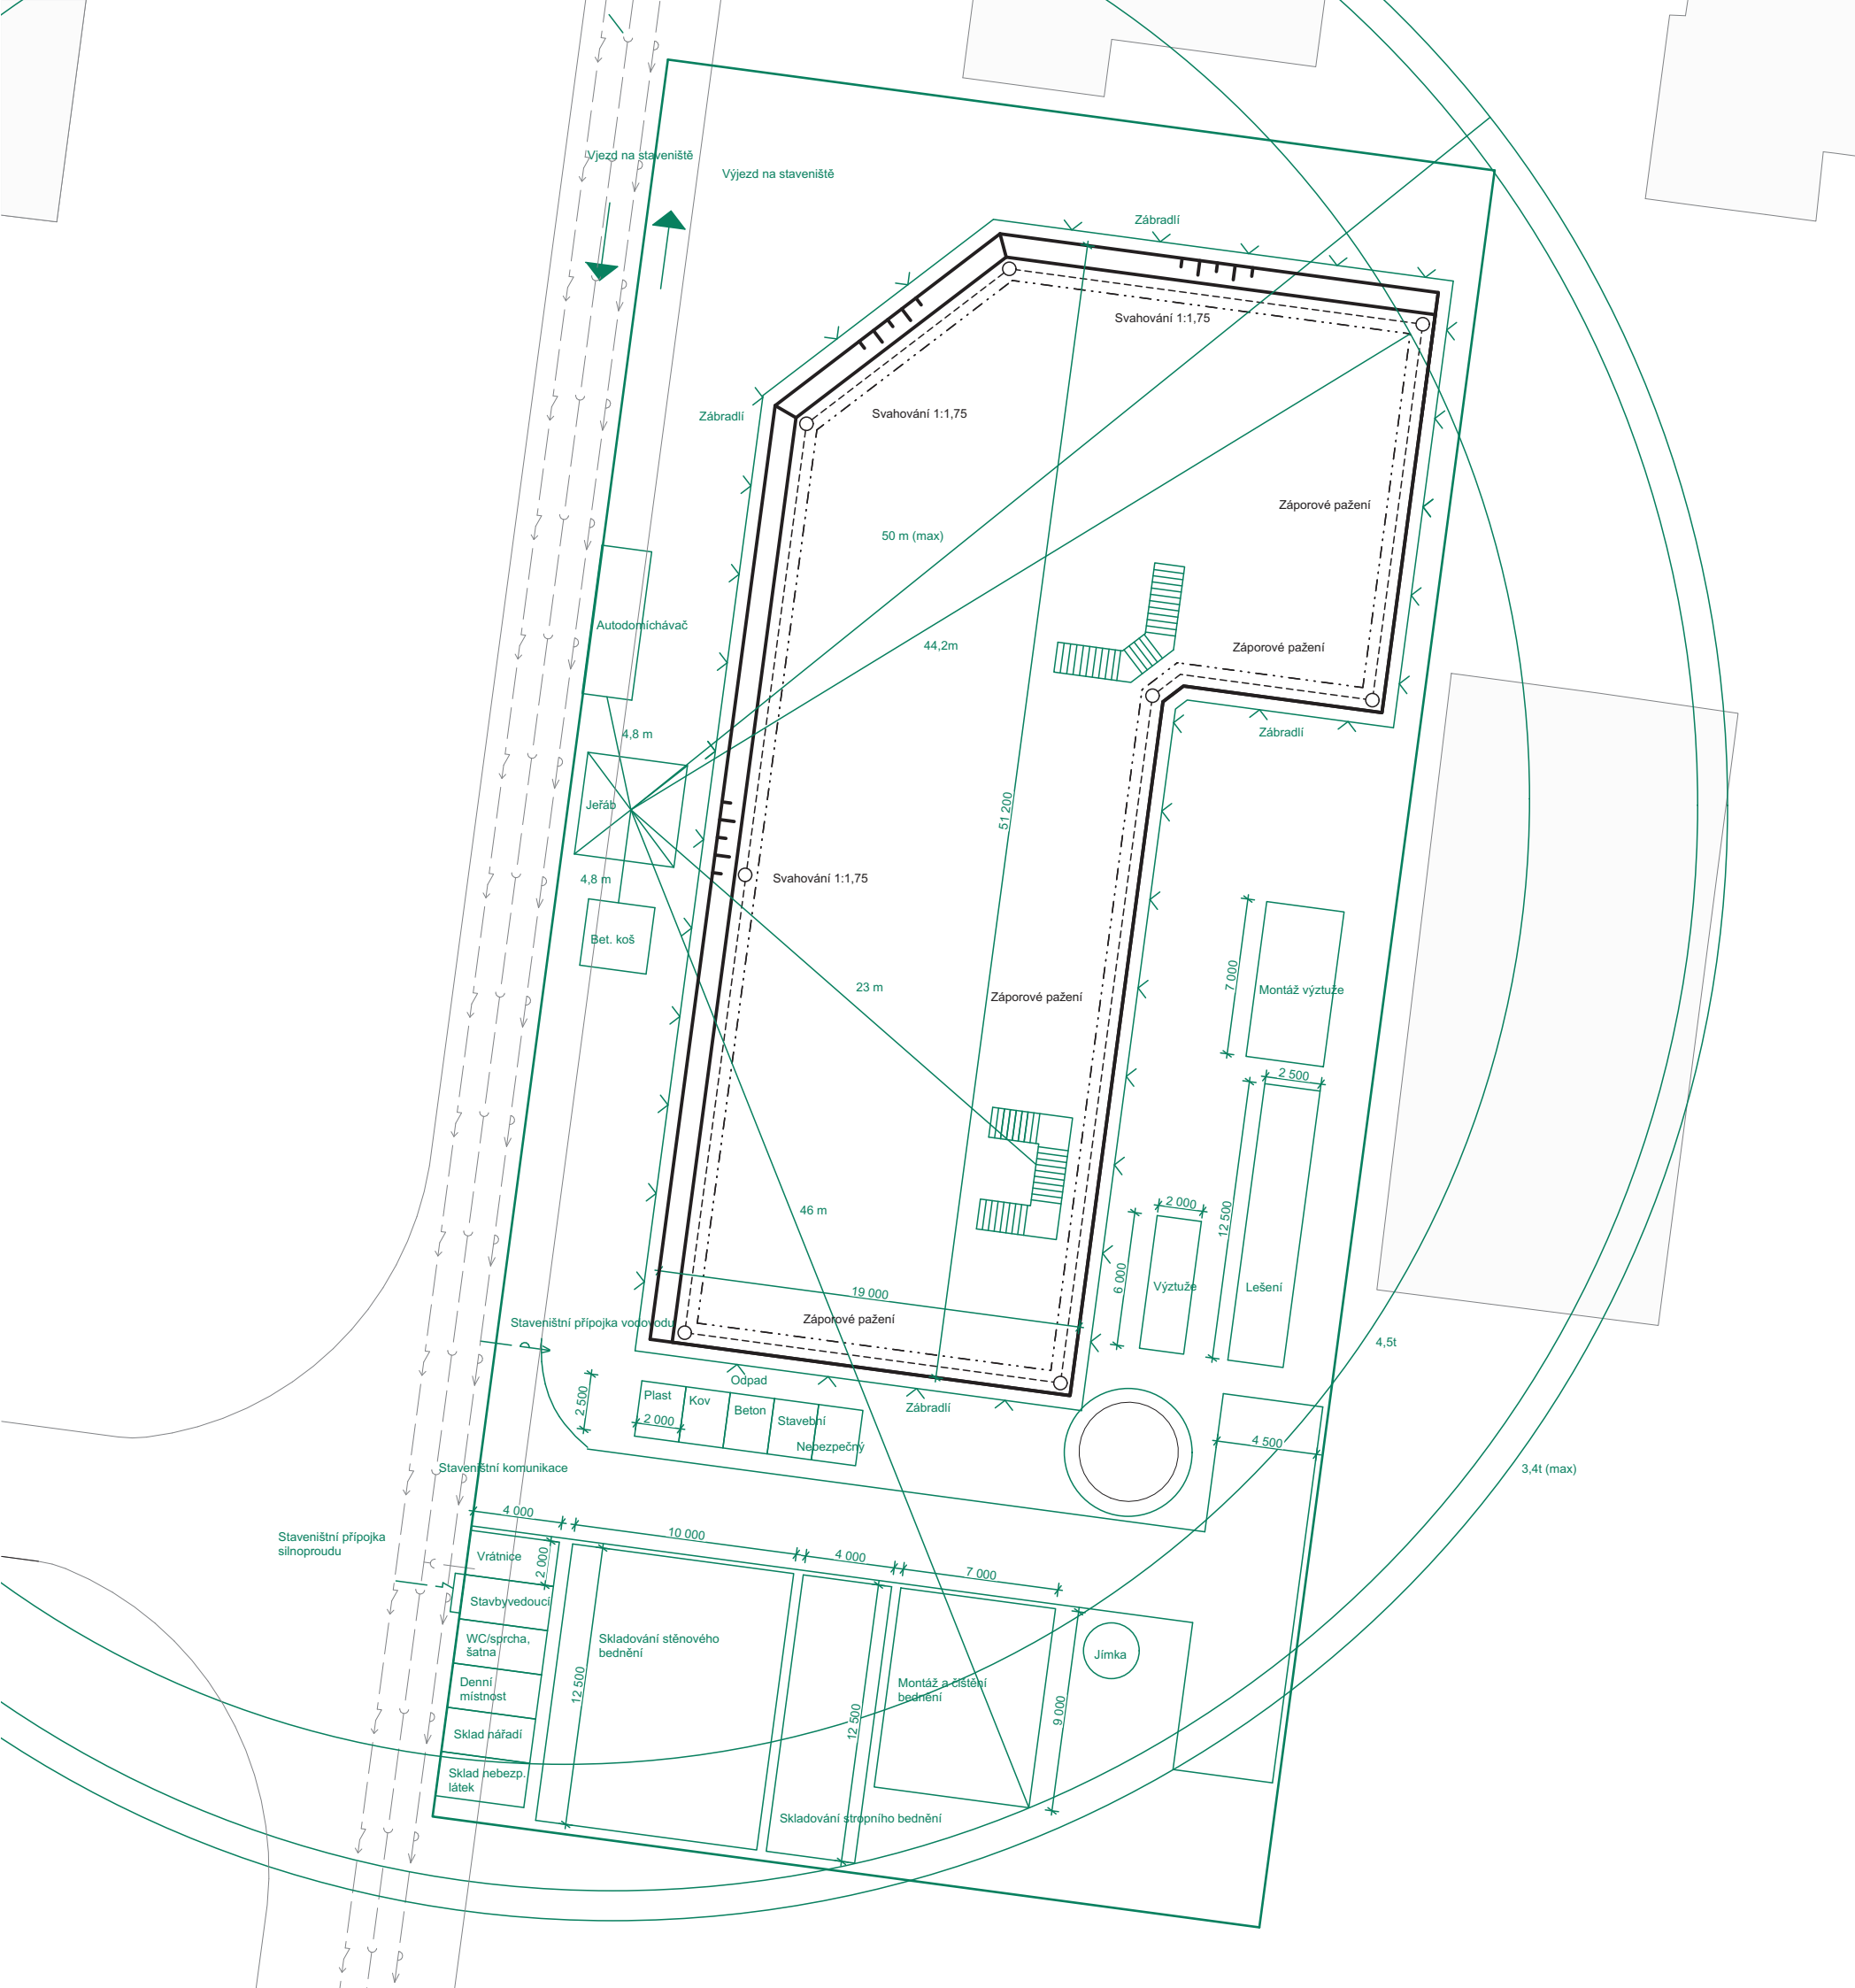 Vjezd na staveniště
Výjezd na staveniště
Zábradlí
Svahování 1:1,75
Zábradlí
Svahování 1:1,75
Záporové pažení
50 m (max)
Autodomíchávač
44,2m
Záporové pažení
4,8 m
Zábradlí
Jeřáb
51 200
4,8 m
Svahování 1:1,75
Bet. koš
23 m
Záporové pažení
7 000
Montáž výztuže
2 500
46 m
2 000
12 500
6 000
Výztuže
Lešení
19 000
Záporové pažení
Staveništní přípojka vodovodu
4,5t
Odpad
Zábradlí
2 500
Plast
Kov
Beton
Stavební
Nebezpečný
2 000
4 500
Staveništní komunikace
3,4t (max)
4 000
10 000
4 000
7 000
Staveništní přípojka
silnoproudu
Vrátnice
2 000
Stavbyvedoucí
WC/sprcha,
šatna
Denní
místnost
Sklad nářadí
Sklad nebezp.
látek
Skladování stěnového
bednění
12 500
12 500
Montáž a čištění
bednění
9 000
Jímka
Skladování stropního bednění